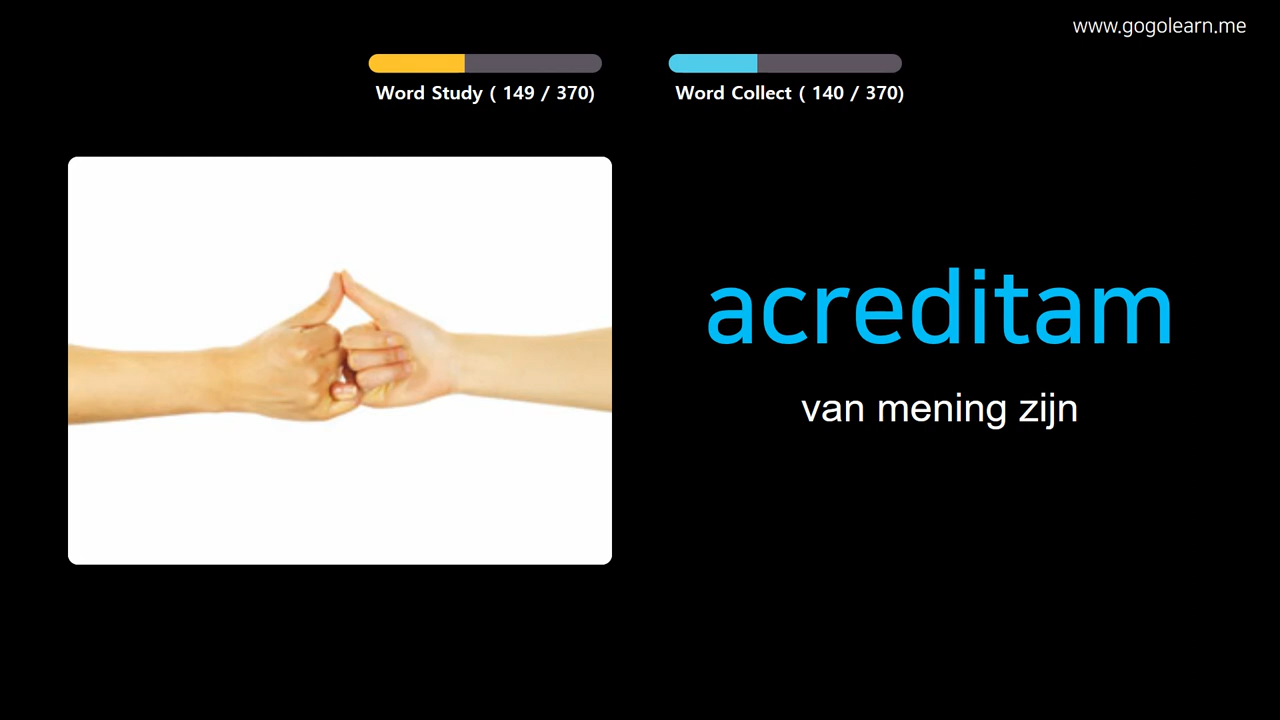 www.gogolearn.me
Word Study ( 149 / 370)
Word Collect ( 140 / 370)
acreditam
van mening zijn